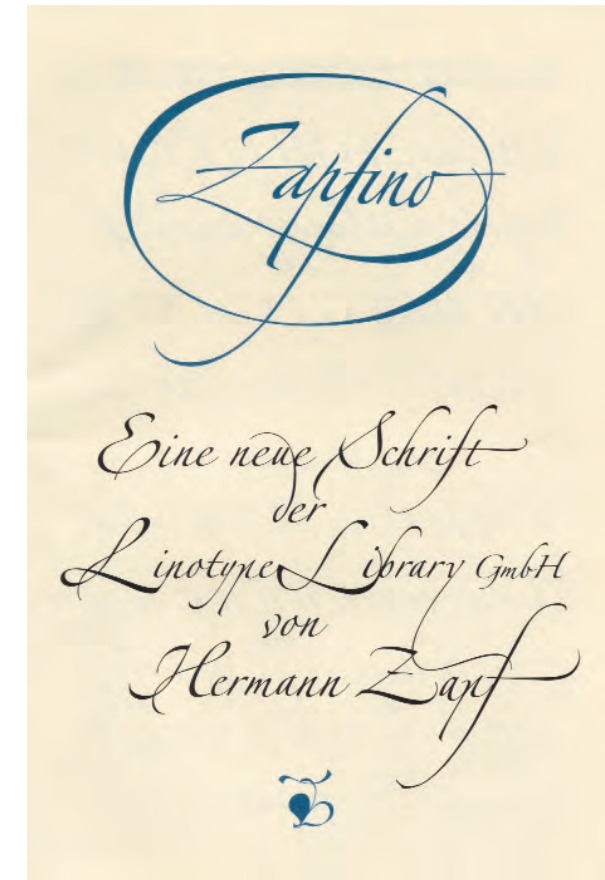 Zapfino
Eine neue Schrift
der
Linotype Library GmbH
von
Hermann Zapf